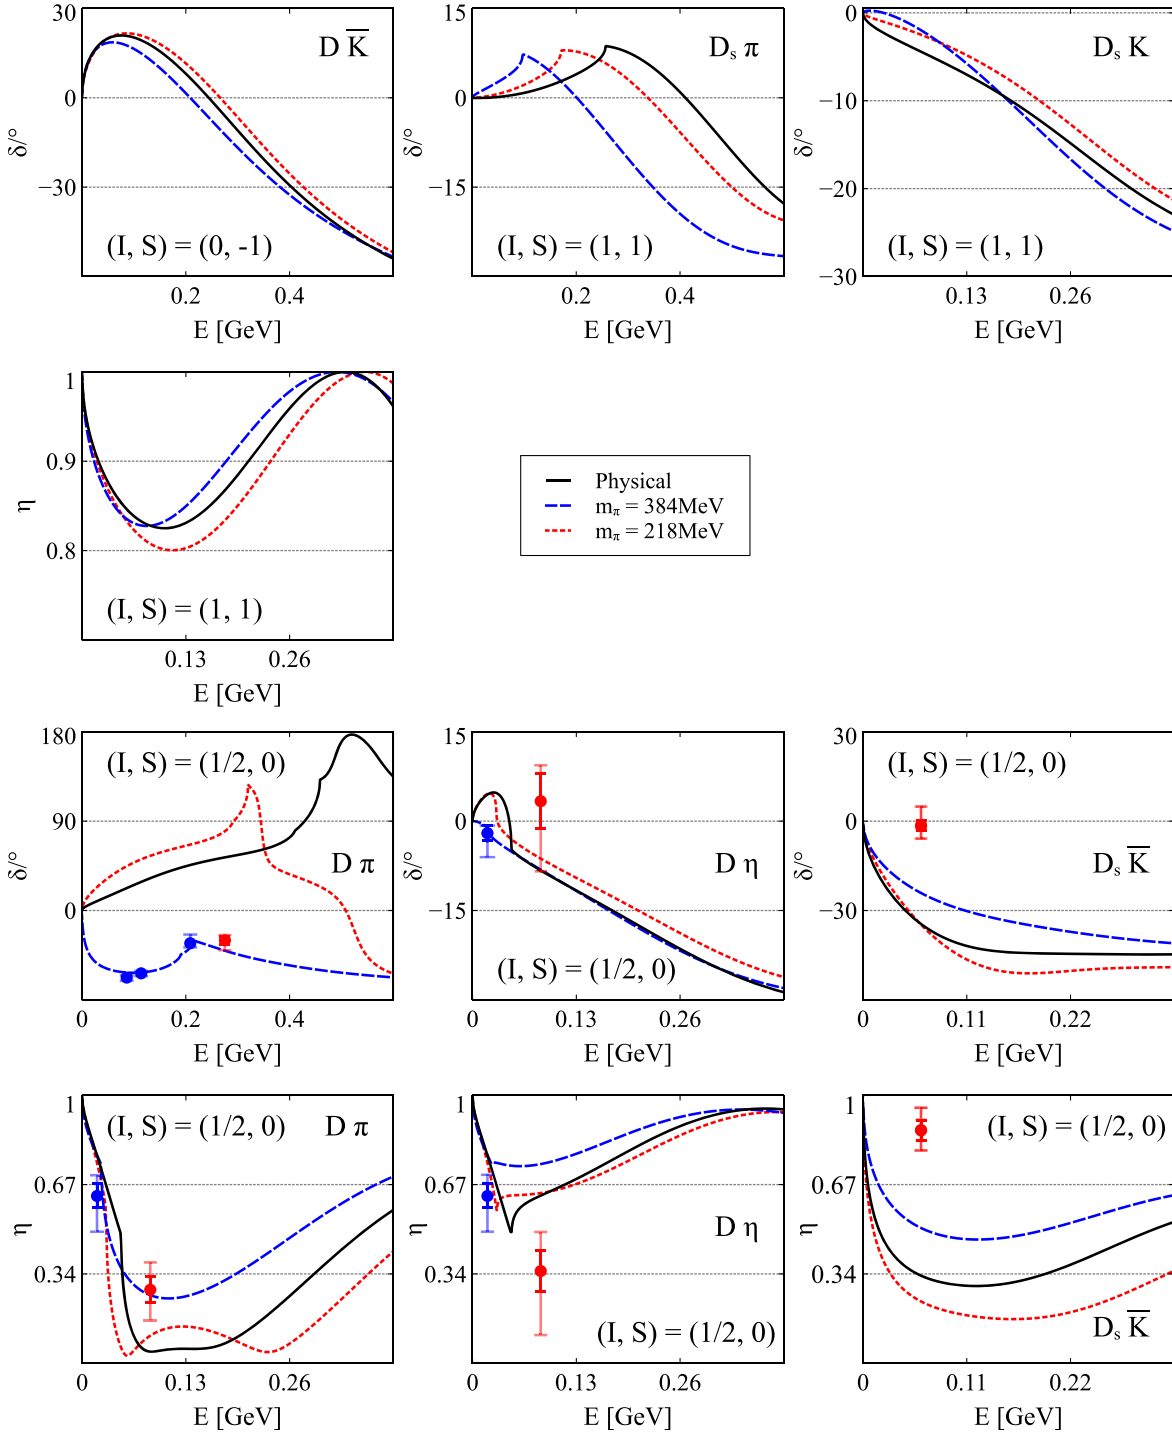 30
0
−30
δ/°
D K̅
(I, S) = (0, -1)
0.2
0.4
E [GeV]
15
0
−15
δ/°
Dₛ π
(I, S) = (1, 1)
0.2
0.4
E [GeV]
0
−10
−20
−30
δ/°
Dₛ K
(I, S) = (1, 1)
0.13
0.26
E [GeV]
1
0.9
0.8
η
(I, S) = (1, 1)
0.13
0.26
E [GeV]
Physical
mπ = 384MeV
mπ = 218MeV
180
90
0
δ/°
(I, S) = (1/2, 0)
D π
0
0.2
0.4
E [GeV]
15
0
−15
δ/°
D η
(I, S) = (1/2, 0)
0
0.13
0.26
E [GeV]
30
0
−30
δ/°
(I, S) = (1/2, 0)
Dₛ K̅
0
0.11
0.22
E [GeV]
1
0.67
0.34
η
(I, S) = (1/2, 0) D π
0
0.13
0.26
E [GeV]
1
0.67
0.34
η
D η
(I, S) = (1/2, 0)
0
0.13
0.26
E [GeV]
1
0.67
0.34
η
(I, S) = (1/2, 0)
Dₛ K̅
0
0.11
0.22
E [GeV]